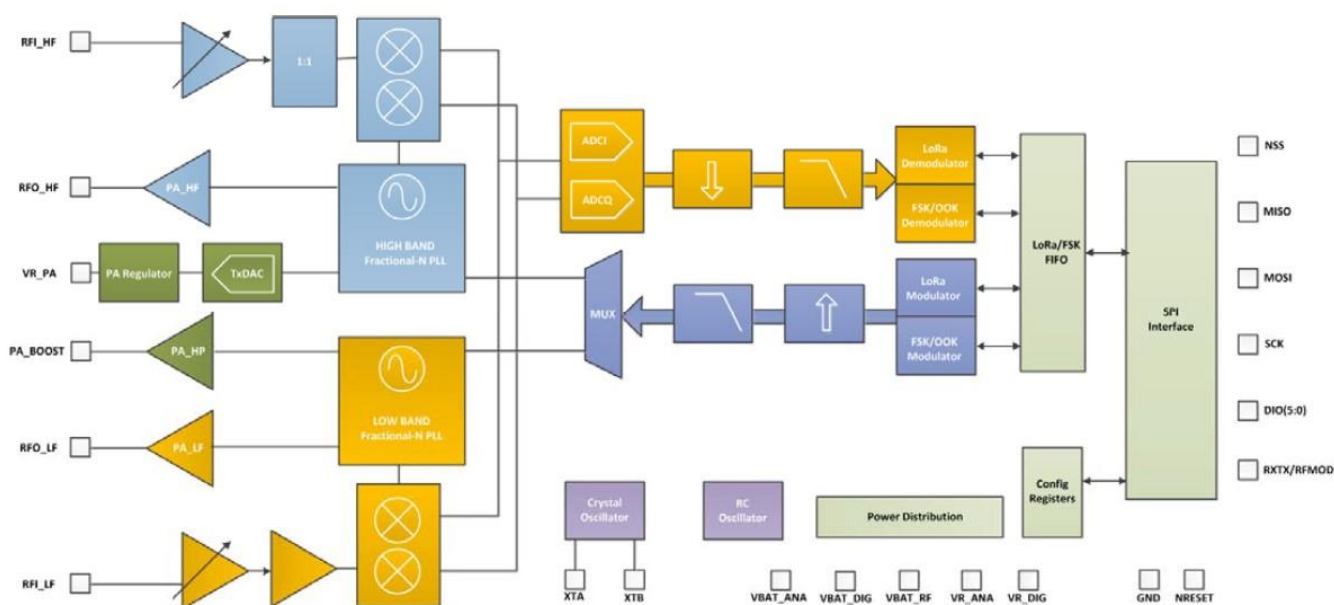 RFI_HF
1:1
RFO_HF
PA_HF
HIGH BAND
Fractional-N PLL
VR_PA
PA Regulator
TxDAC
PA_BOOST
PA_HP
LOW BAND
Fractional-N PLL
RFO_LF
PA_LF
RFI_LF
ADCI
ADCQ
MUX
LoRa
Demodulator
FSK/OOK
Demodulator
LoRa
Modulator
FSK/OOK
Modulator
LoRa/FSK
FIFO
SPI
Interface
Config
Registers
Crystal
Oscillator
RC
Oscillator
Power Distribution
NSS
MISO
MOSI
SCK
DIO(5:0)
RXTX/RFMOD
XTA
XTB
VBAT_ANA
VBAT_DIG
VBAT_RF
VR_ANA
VR_DIG
GND
NRESET